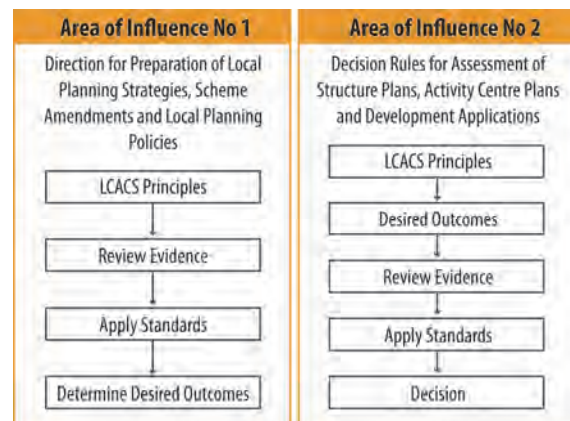 Area of Influence No 1
Direction for Preparation of Local
Planning Strategies, Scheme
Amendments and Local Planning
Policies
LCACS Principles
Review Evidence
Apply Standards
Determine Desired Outcomes
Area of Influence No 2
Decision Rules for Assessment of
Structure Plans, Activity Centre Plans
and Development Applications
LCACS Principles
Desired Outcomes
Review Evidence
Apply Standards
Decision